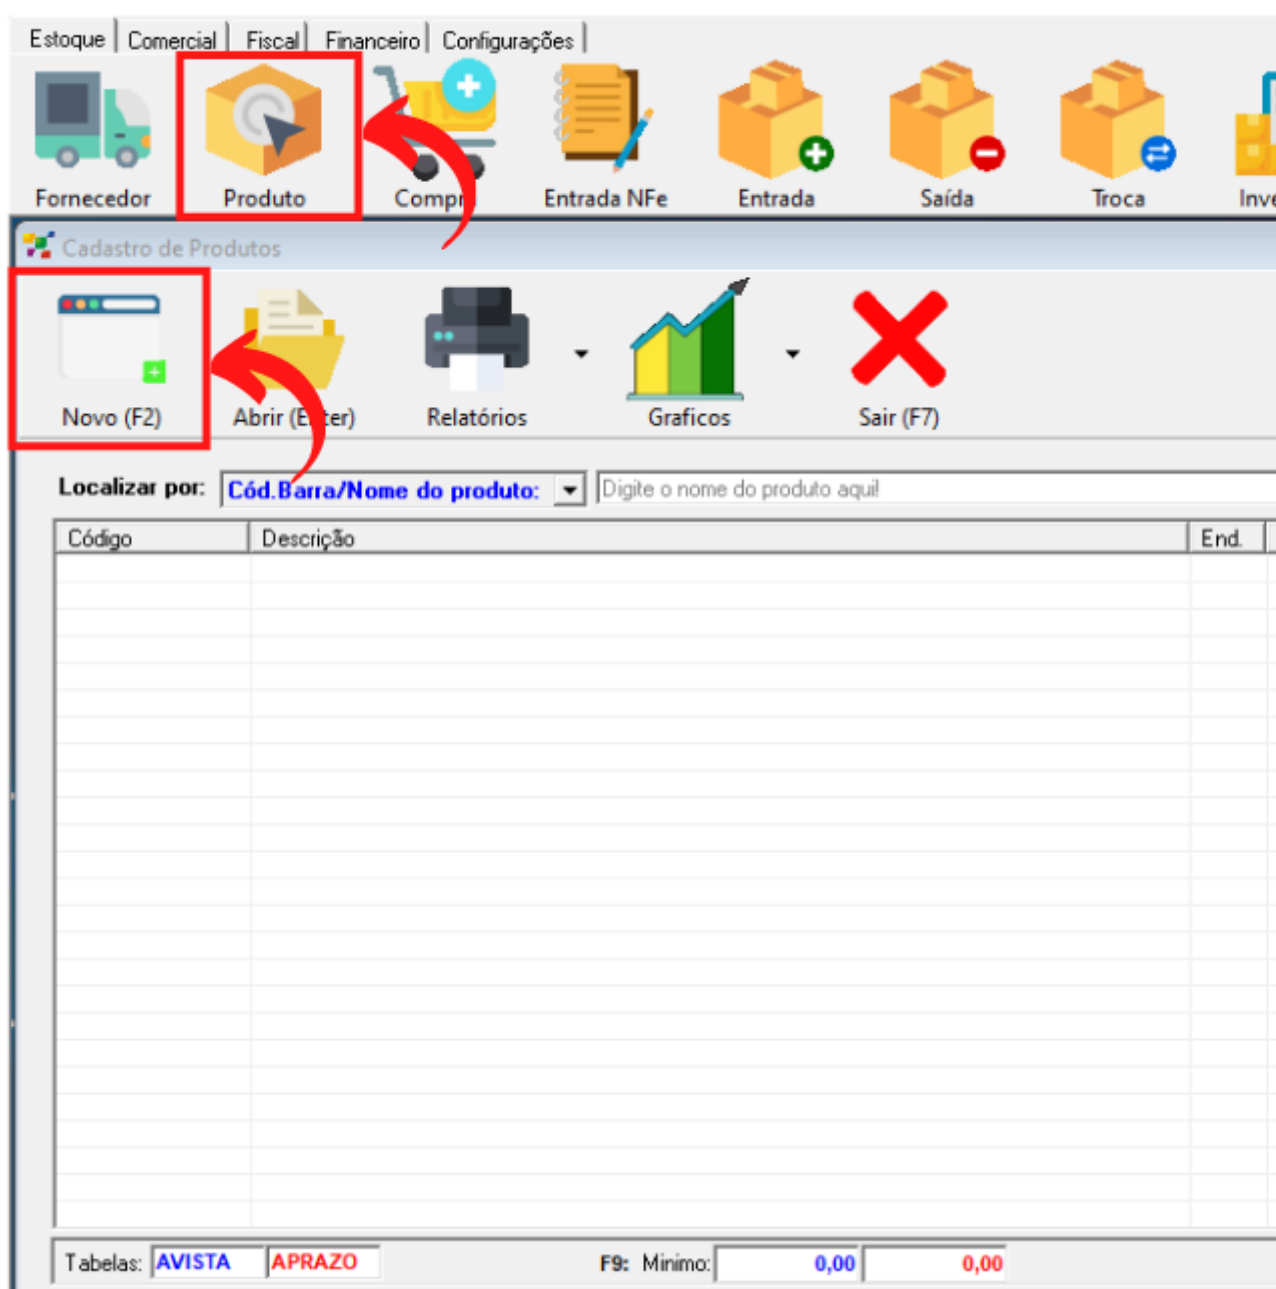 Estoque Comercial Fiscal Financeiro Configurações
Fornecedor Produto Entrada NFe Entrada Saída Troca
Cadastro de Produtos
Novo (F2) Relatórios Graficos Sair (F7)
Localizar por: Cód.Barra/Nome do produto: Digite o nome do produto aqui!
Código Descrição End.
Tabelas: AVISTA APRAZO F9: Minimo: 0,00 0,00